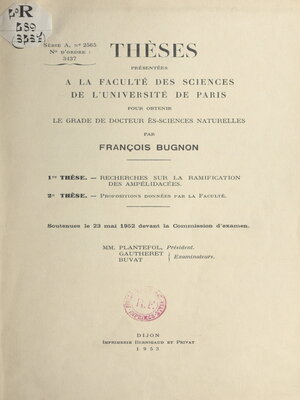 R
Série A, N° 2565
N° D'ORDRE :
3437
THÈSES
PRÉSENTÉES
A LA FACULTÉ DES SCIENCES
DE L'UNIVERSITÉ DE PARIS
POUR OBTENIR
LE GRADE DE DOCTEUR ÈS-SCIENCES NATURELLES
PAR
FRANÇOIS BUGNON
1re THÈSE. — RECHERCHES SUR LA RAMIFICATION
DES AMPÉLIDACÉES.
2e THÈSE. — PROPOSITIONS DONNÉES PAR LA FACULTÉ.
Soutenues le 23 mai 1952 devant la Commission d'examen.
MM. PLANTEFOL, Président.
GAUTHERET
BUVAT
Examinateurs.
DIJON
IMPRIMERIE BERNIGAUD ET PRIVAT
1953